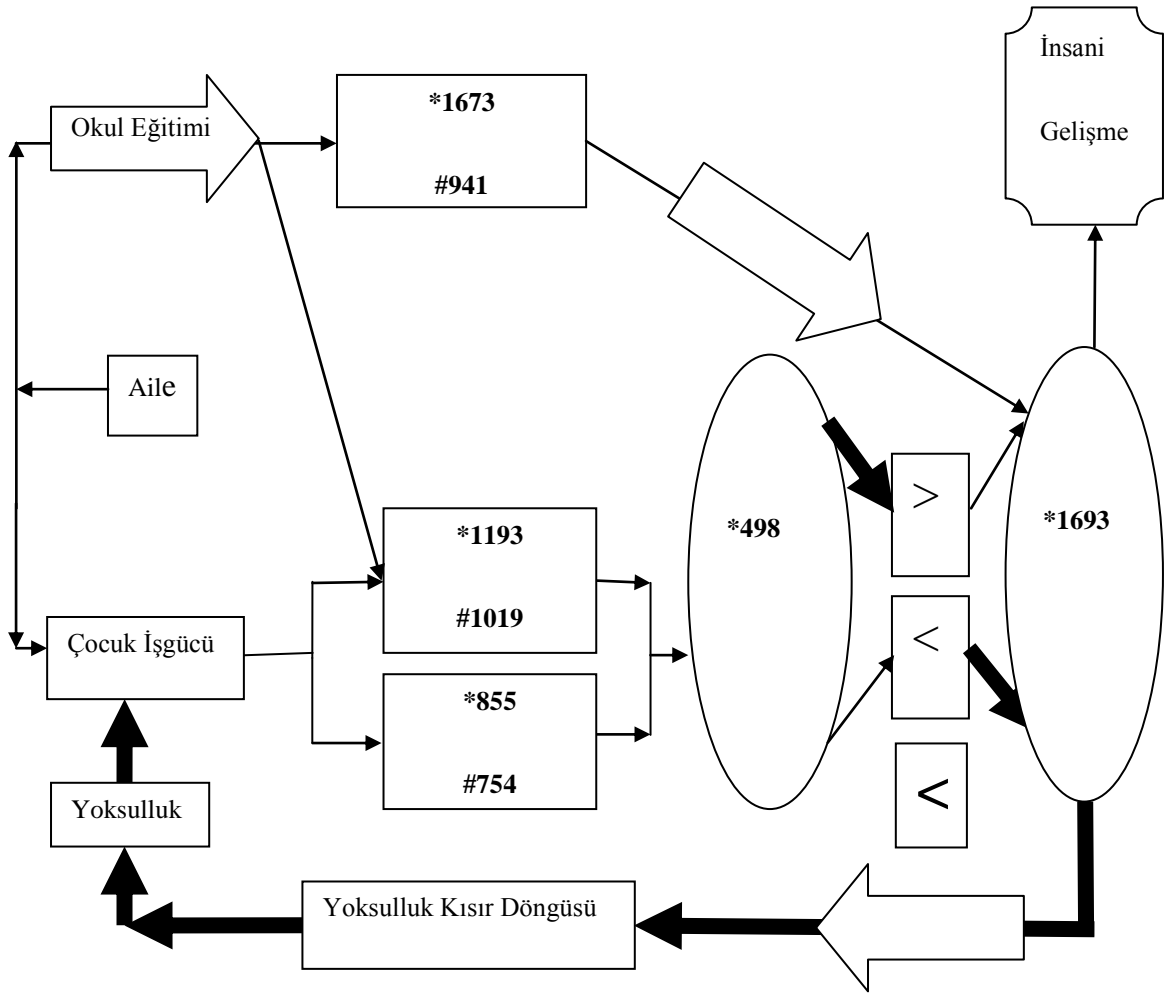 İnsani
Gelişme
Okul Eğitimi
*1673
#941
Aile
*1193
#1019
*498
>
*1693
Çocuk İşgücü
<
*855
#754
<
Yoksulluk
Yoksulluk Kısır Döngüsü